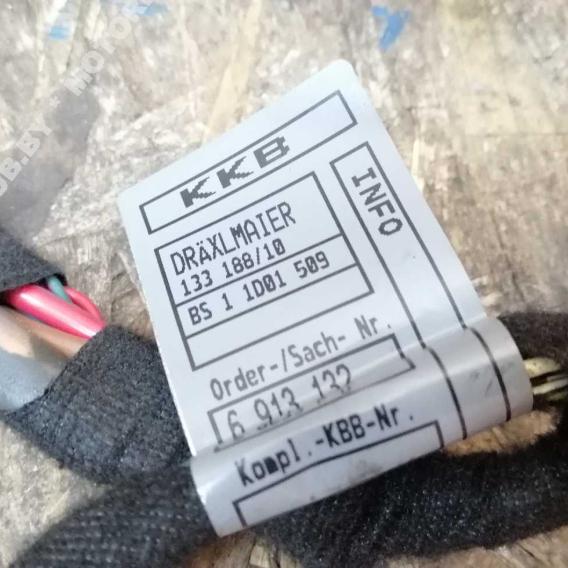 KKB
INFO
DRÄXLMAIER
133 188/10
BS 1 1D01 509
Order-/Sach- Nr.
6 913 132
Kompl.-KBB-Nr.